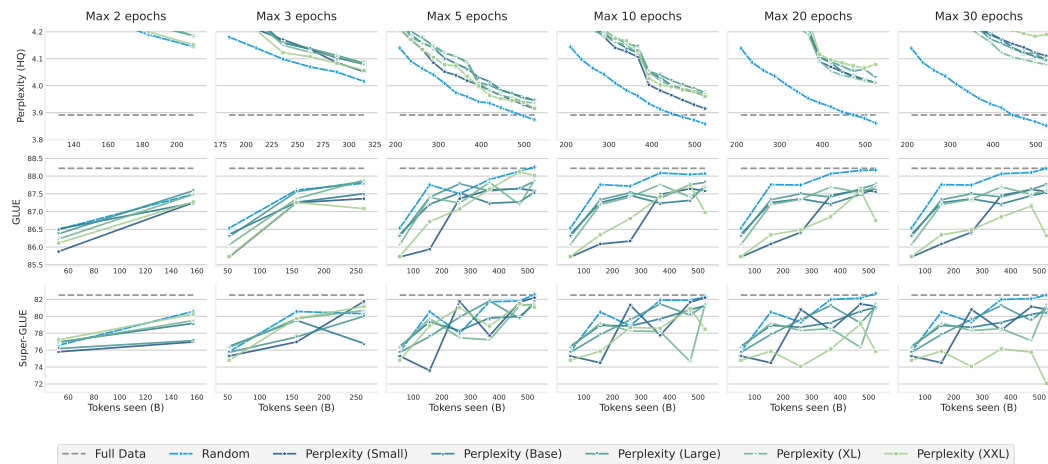 Max 2 epochs Max 3 epochs Max 5 epochs Max 10 epochs Max 20 epochs Max 30 epochs
Perplexity (HQ)
4.2
4.1
4.0
3.9
3.8
140 160 180 200
175 200 225 250 275 300 325
200 300 400 500
200 300 400 500
200 300 400 500
200 300 400 500
GLUE
88.5
88.0
87.5
87.0
86.5
86.0
85.5
60 80 100 120 140 160
50 100 150 200 250
100 200 300 400 500
100 200 300 400 500
100 200 300 400 500
100 200 300 400 500
Super-GLUE
82
80
78
76
74
72
60 80 100 120 140 160
50 100 150 200 250
100 200 300 400 500
100 200 300 400 500
100 200 300 400 500
100 200 300 400 500
Tokens seen (B) Tokens seen (B) Tokens seen (B) Tokens seen (B) Tokens seen (B) Tokens seen (B)
Full Data Random Perplexity (Small) Perplexity (Base) Perplexity (Large) Perplexity (XL) Perplexity (XXL)